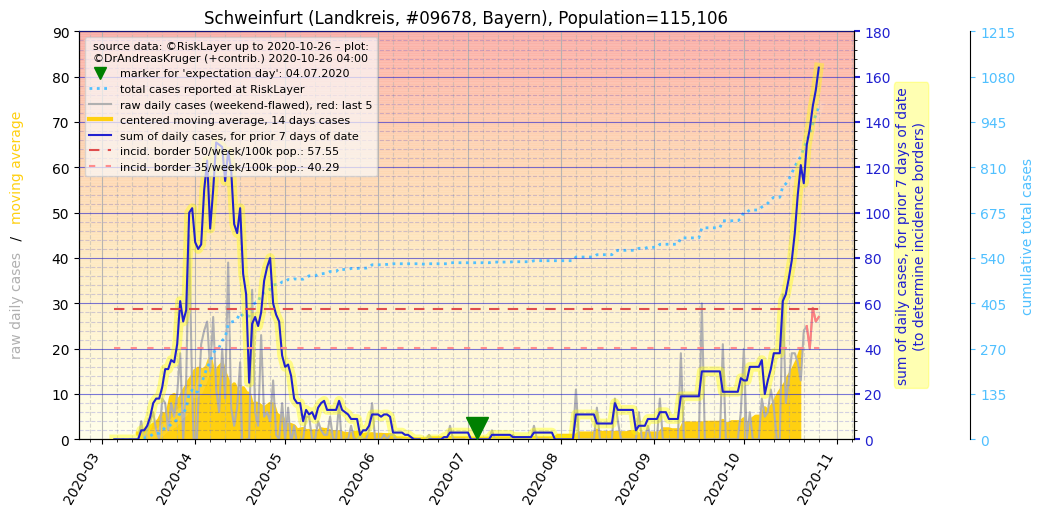 Schweinfurt (Landkreis, #09678, Bayern), Population=115,106
source data: ©RiskLayer up to 2020-10-26 – plot:
©DrAndreasKruger (+contrib.) 2020-10-26 04:00
marker for 'expectation day': 04.07.2020
total cases reported at RiskLayer
raw daily cases (weekend-flawed), red: last 5
centered moving average, 14 days cases
sum of daily cases, for prior 7 days of date
incid. border 50/week/100k pop.: 57.55
incid. border 35/week/100k pop.: 40.29
raw daily cases / moving average
90
80
70
60
50
40
30
20
10
0
2020-03
2020-04
2020-05
2020-06
2020-07
2020-08
2020-09
2020-10
2020-11
180
160
140
120
100
80
60
40
20
0
sum of daily cases, for prior 7 days of date
(to determine incidence borders)
1215
1080
945
810
675
540
405
270
135
0
cumulative total cases